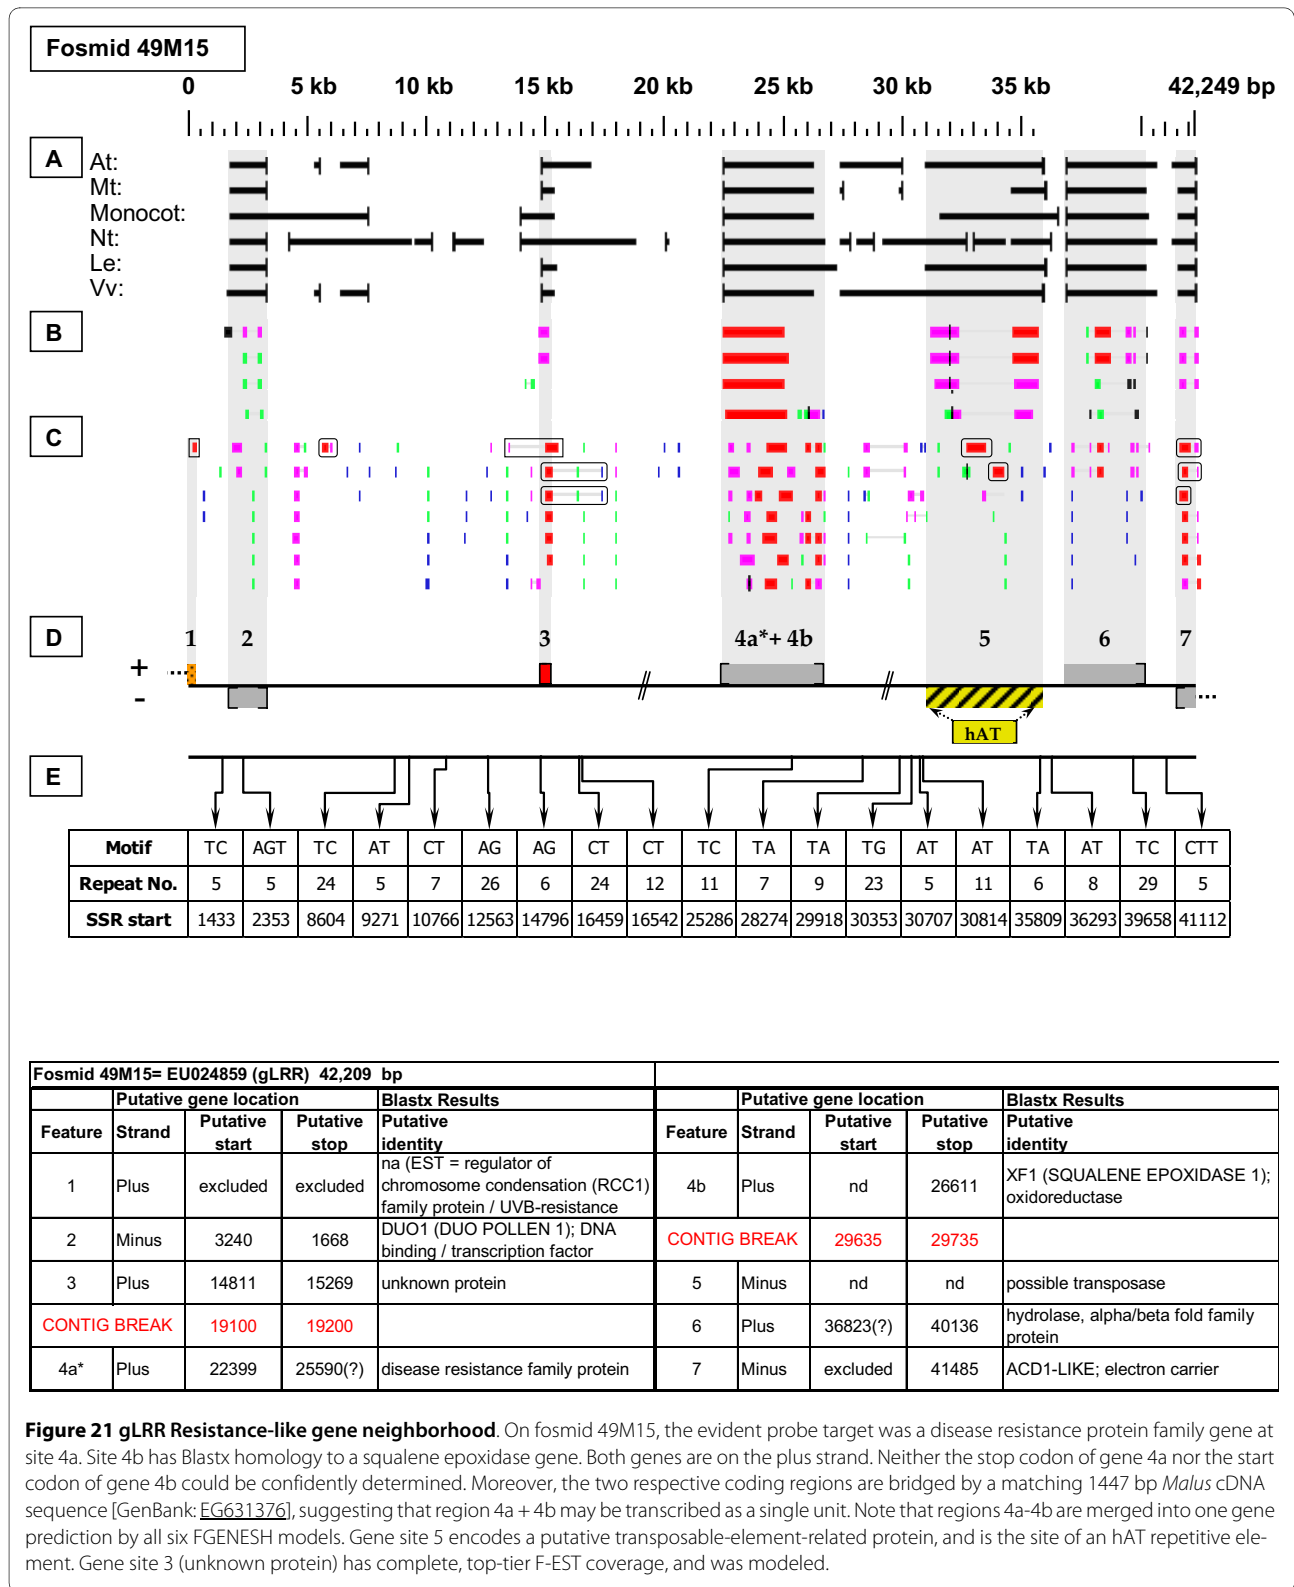 Fosmid 49M15
0 5 kb 10 kb 15 kb 20 kb 25 kb 30 kb 35 kb 42,249 bp
A
At:
Mt:
Monocot:
Nt:
Le:
Vv:
B
C
D
1 2 3 4a*+ 4b 5 6 7
+
-
hAT
E
Motif TC AGT TC AT CT AG AG CT CT TC TA TA TG AT AT TA AT TC CTT
Repeat No. 5 5 24 5 7 26 6 24 12 11 7 9 23 5 11 6 8 29 5
SSR start 1433 2353 8604 9271 10766 12563 14796 16459 16542 25286 28274 29918 30353 30707 30814 35809 36293 39658 41112
Fosmid 49M15= EU024859 (gLRR) 42,209 bp
Putative gene location Blastx Results Putative gene location Blastx Results
Feature Strand Putative start Putative stop Putative identity Feature Strand Putative start Putative stop Putative identity
1 Plus excluded excluded na (EST = regulator of chromosome condensation (RCC1) family protein / UVB-resistance 4b Plus nd 26611 XF1 (SQUALENE EPOXIDASE 1); oxidoreductase
2 Minus 3240 1668 DUO1 (DUO POLLEN 1); DNA binding / transcription factor CONTIG BREAK 29635 29735
3 Plus 14811 15269 unknown protein 5 Minus nd nd possible transposase
CONTIG BREAK 19100 19200 6 Plus 36823(?) 40136 hydrolase, alpha/beta fold family protein
4a* Plus 22399 25590(?) disease resistance family protein 7 Minus excluded 41485 ACD1-LIKE; electron carrier
Figure 21 gLRR Resistance-like gene neighborhood. On fosmid 49M15, the evident probe target was a disease resistance protein family gene at
site 4a. Site 4b has Blastx homology to a squalene epoxidase gene. Both genes are on the plus strand. Neither the stop codon of gene 4a nor the start
codon of gene 4b could be confidently determined. Moreover, the two respective coding regions are bridged by a matching 1447 bp Malus cDNA
sequence [GenBank: EG631376], suggesting that region 4a + 4b may be transcribed as a single unit. Note that regions 4a-4b are merged into one gene
prediction by all six FGENESH models. Gene site 5 encodes a putative transposable-element-related protein, and is the site of an hAT repetitive ele-
ment. Gene site 3 (unknown protein) has complete, top-tier F-EST coverage, and was modeled.